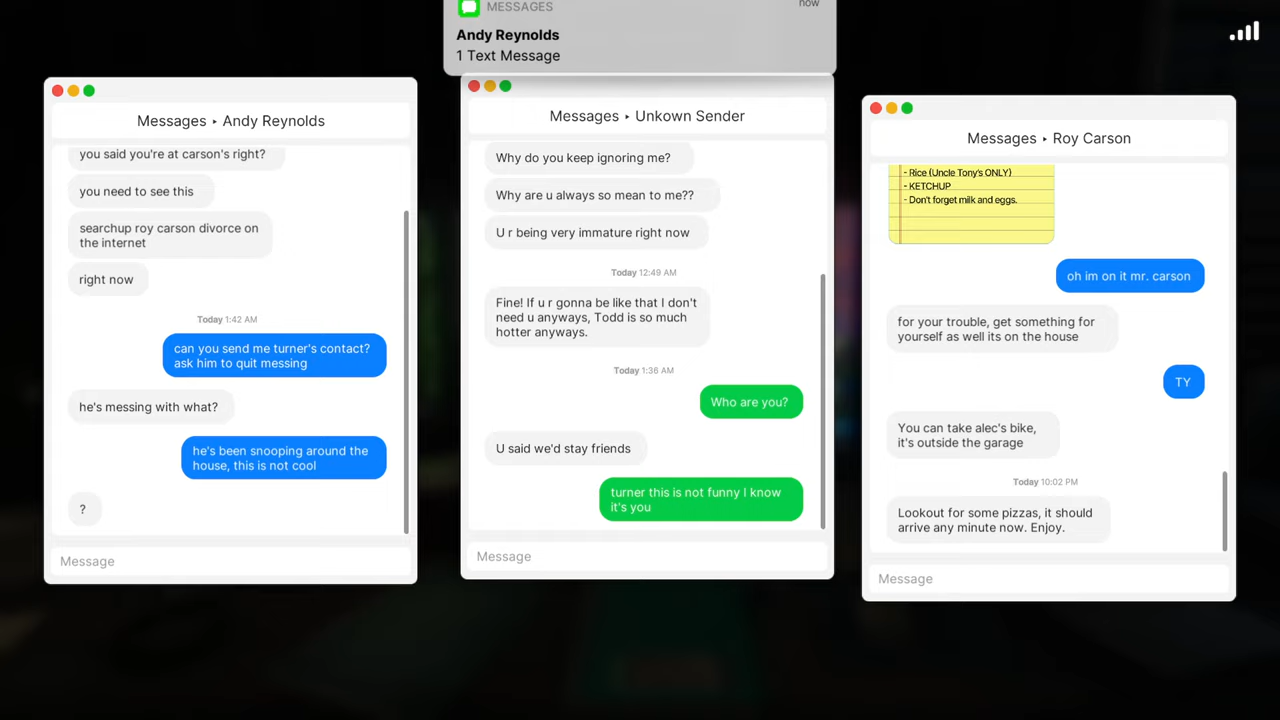 MESSAGES
now
Andy Reynolds
1 Text Message
Messages ▸ Andy Reynolds
you said you're at carson's right?
you need to see this
searchup roy carson divorce on
the internet
right now
Today 1:42 AM
can you send me turner's contact?
ask him to quit messing
he's messing with what?
he's been snooping around the
house, this is not cool
?
Message
Messages ▸ Unkown Sender
Why do you keep ignoring me?
Why are u always so mean to me??
U r being very immature right now
Today 12:49 AM
Fine! If u r gonna be like that I don't
need u anyways, Todd is so much
hotter anyways.
Today 1:36 AM
Who are you?
U said we'd stay friends
turner this is not funny I know
it's you
Message
Messages ▸ Roy Carson
- Rice (Uncle Tony's ONLY)
- KETCHUP
- Don't forget milk and eggs.
oh im on it mr. carson
for your trouble, get something for
yourself as well its on the house
TY
You can take alec's bike,
it's outside the garage
Today 10:02 PM
Lookout for some pizzas, it should
arrive any minute now. Enjoy.
Message